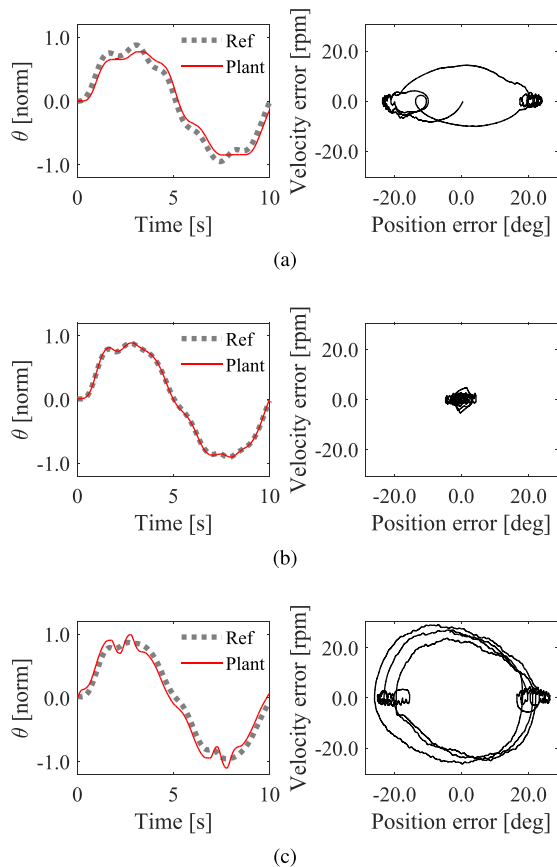 1.0
0.0
-1.0
θ [norm]
Ref
Plant
0
5
10
Time [s]
20.0
0.0
-20.0
Velocity error [rpm]
-20.0
0.0
20.0
Position error [deg]
(a)
1.0
0.0
-1.0
θ [norm]
Ref
Plant
0
5
10
Time [s]
20.0
0.0
-20.0
Velocity error [rpm]
-20.0
0.0
20.0
Position error [deg]
(b)
1.0
0.0
-1.0
θ [norm]
Ref
Plant
0
5
10
Time [s]
20.0
0.0
-20.0
Velocity error [rpm]
-20.0
0.0
20.0
Position error [deg]
(c)